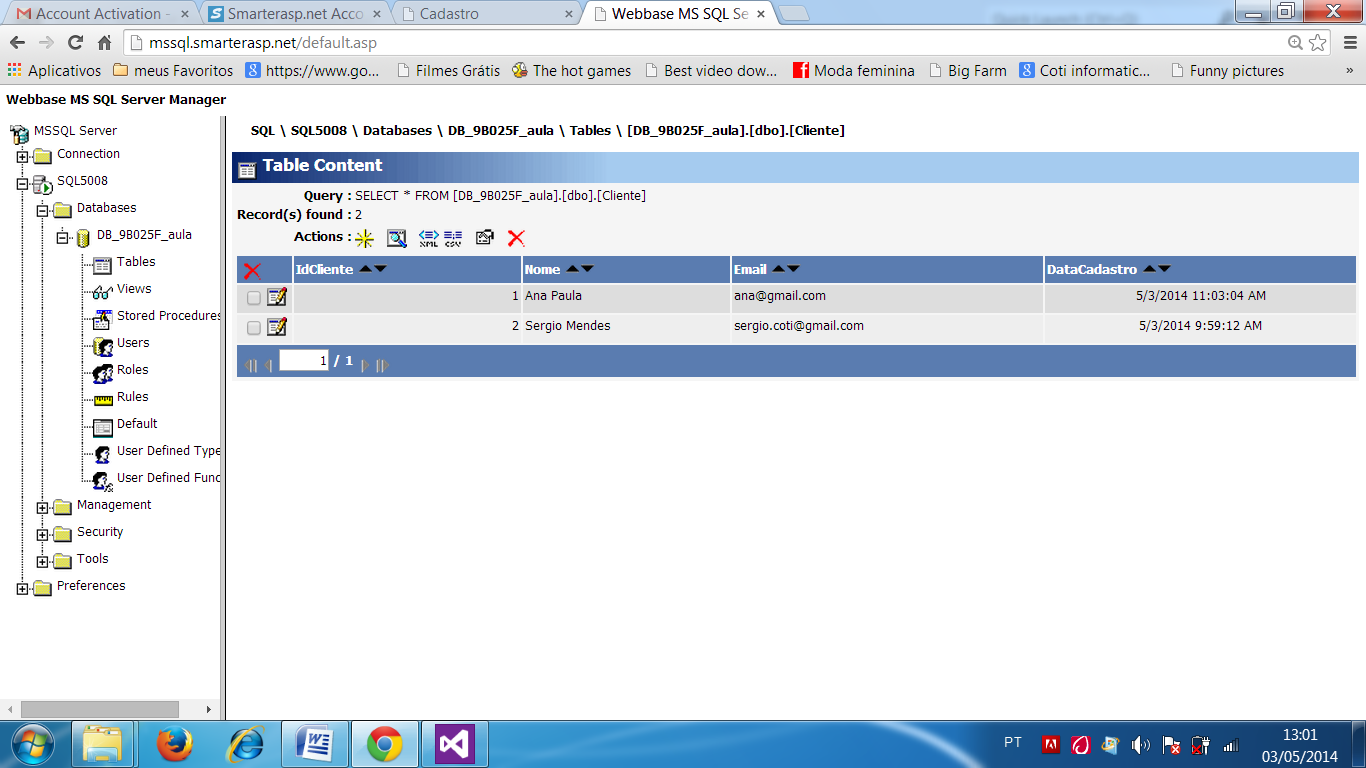 Account Activation -
Smarterasp.net Acco
Cadastro
Webbase MS SQL Se
mssql.smarterasp.net/default.asp
Aplicativos
meus Favoritos
https://www.go...
Filmes Grátis
The hot games
Best video dow...
Moda feminina
Big Farm
Coti informatic...
Funny pictures
»
Webbase MS SQL Server Manager
MSSQL Server
Connection
SQL5008
Databases
DB_9B025F_aula
Tables
Views
Stored Procedures
Users
Roles
Rules
Default
User Defined Type
User Defined Func
Management
Security
Tools
Preferences
SQL \ SQL5008 \ Databases \ DB_9B025F_aula \ Tables \ [DB_9B025F_aula].[dbo].[Cliente]
Table Content
Query : SELECT * FROM [DB_9B025F_aula].[dbo].[Cliente]
Record(s) found : 2
Actions :
XML CSV
IdCliente Nome Email DataCadastro
1 Ana Paula ana@gmail.com 5/3/2014 11:03:04 AM
2 Sergio Mendes sergio.coti@gmail.com 5/3/2014 9:59:12 AM
1 / 1
PT
13:01
03/05/2014